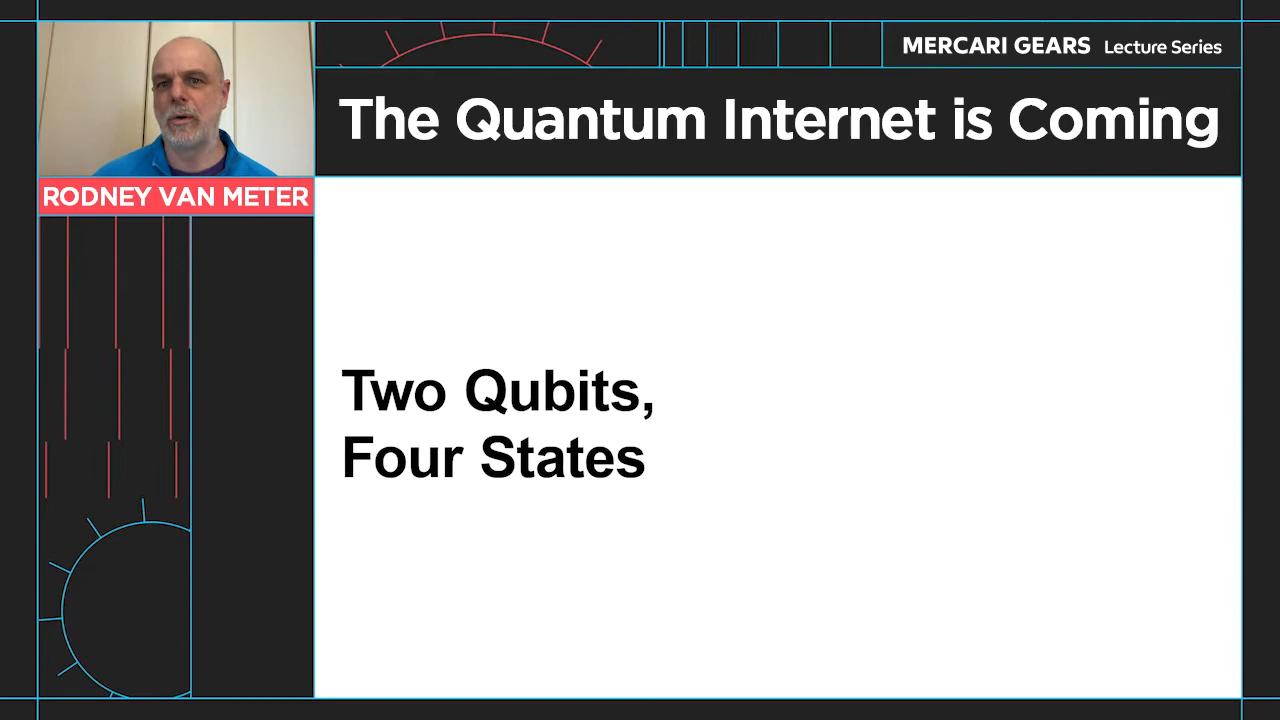 MERCARI GEARS Lecture Series
The Quantum Internet is Coming
RODNEY VAN METER
Two Qubits,
Four States